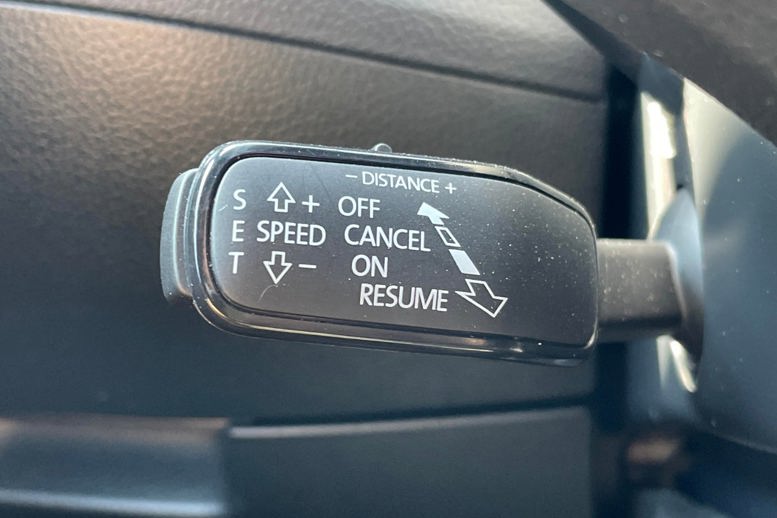 − DISTANCE +
S + OFF
E SPEED CANCEL
T − ON
RESUME